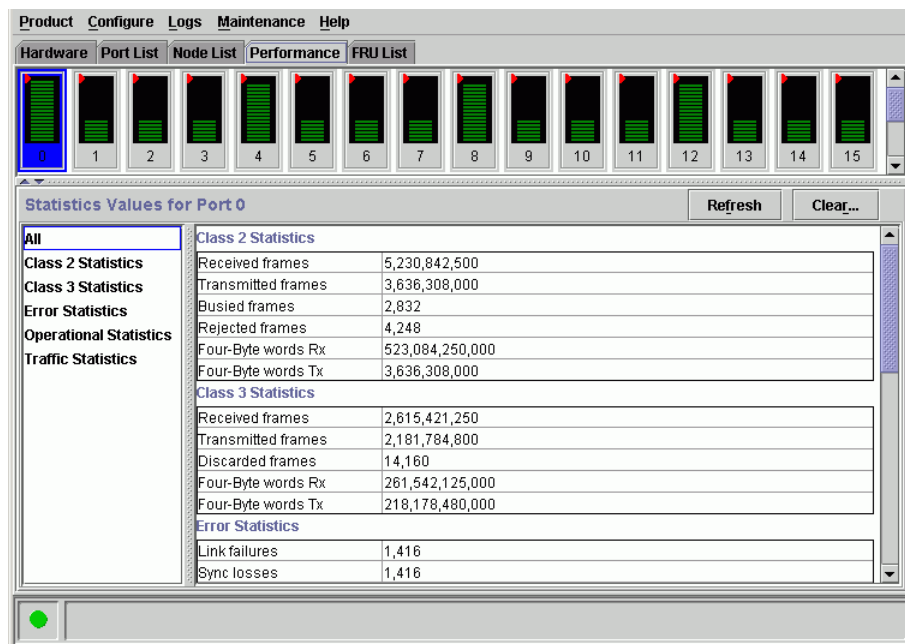 Product Configure Logs Maintenance Help
Hardware Port List Node List Performance FRU List
0 1 2 3 4 5 6 7 8 9 10 11 12 13 14 15
Statistics Values for Port 0 Refresh Clear...
All
Class 2 Statistics
Class 3 Statistics
Error Statistics
Operational Statistics
Traffic Statistics
Class 2 Statistics
Received frames 5,230,842,500
Transmitted frames 3,636,308,000
Busied frames 2,832
Rejected frames 4,248
Four-Byte words Rx 523,084,250,000
Four-Byte words Tx 3,636,308,000
Class 3 Statistics
Received frames 2,615,421,250
Transmitted frames 2,181,784,800
Discarded frames 14,160
Four-Byte words Rx 261,542,125,000
Four-Byte words Tx 218,178,480,000
Error Statistics
Link failures 1,416
Sync losses 1,416